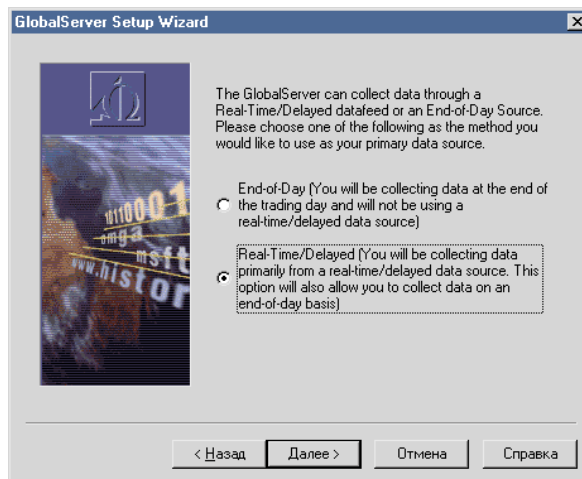 GlobalServer Setup Wizard
The GlobalServer can collect data through a
Real-Time/Delayed datafeed or an End-of-Day Source.
Please choose one of the following as the method you
would like to use as your primary data source.
End-of-Day (You will be collecting data at the end of
the trading day and will not be using a
real-time/delayed data source)
Real-Time/Delayed (You will be collecting data
primarily from a real-time/delayed data source. This
option will also allow you to collect data on an
end-of-day basis)
10110001
omga
msft
www.histor
< Назад
Далее >
Отмена
Справка